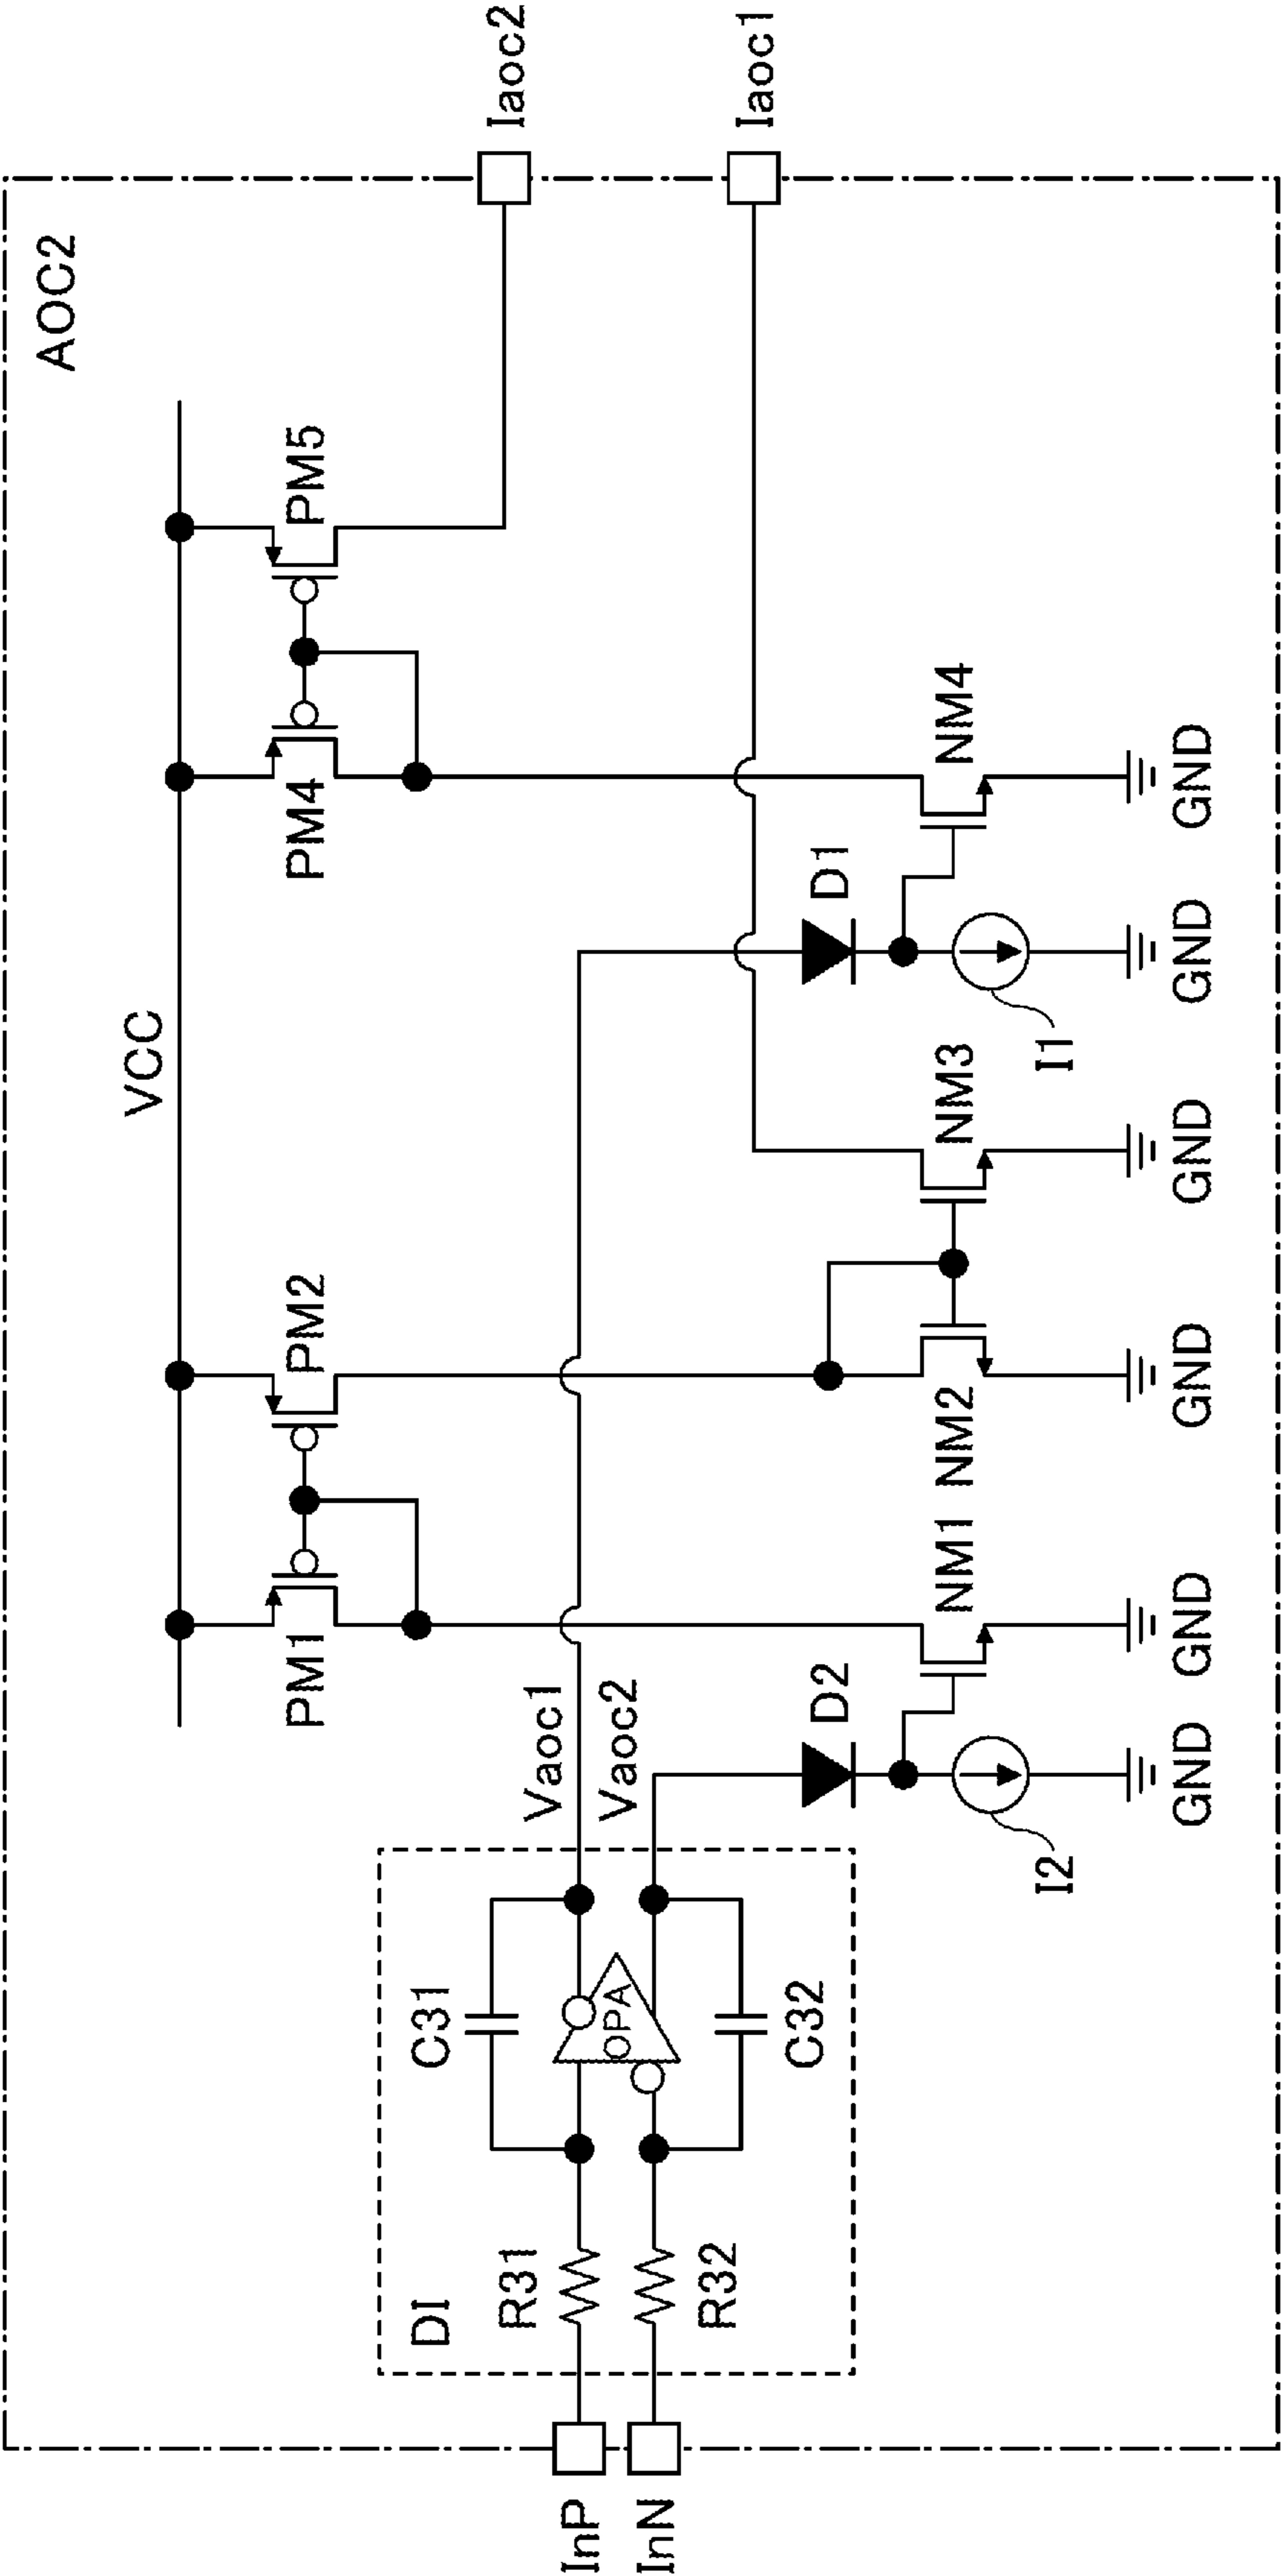 AOC2
VCC
PM1
PM2
PM4
PM5
Iaoc2
Iaoc1
DI
C31
R31
OPA
R32
C32
InP
InN
Vaoc1
Vaoc2
D2
D1
NM1
NM2
NM3
NM4
I2
I1
GND
GND
GND
GND
GND
GND